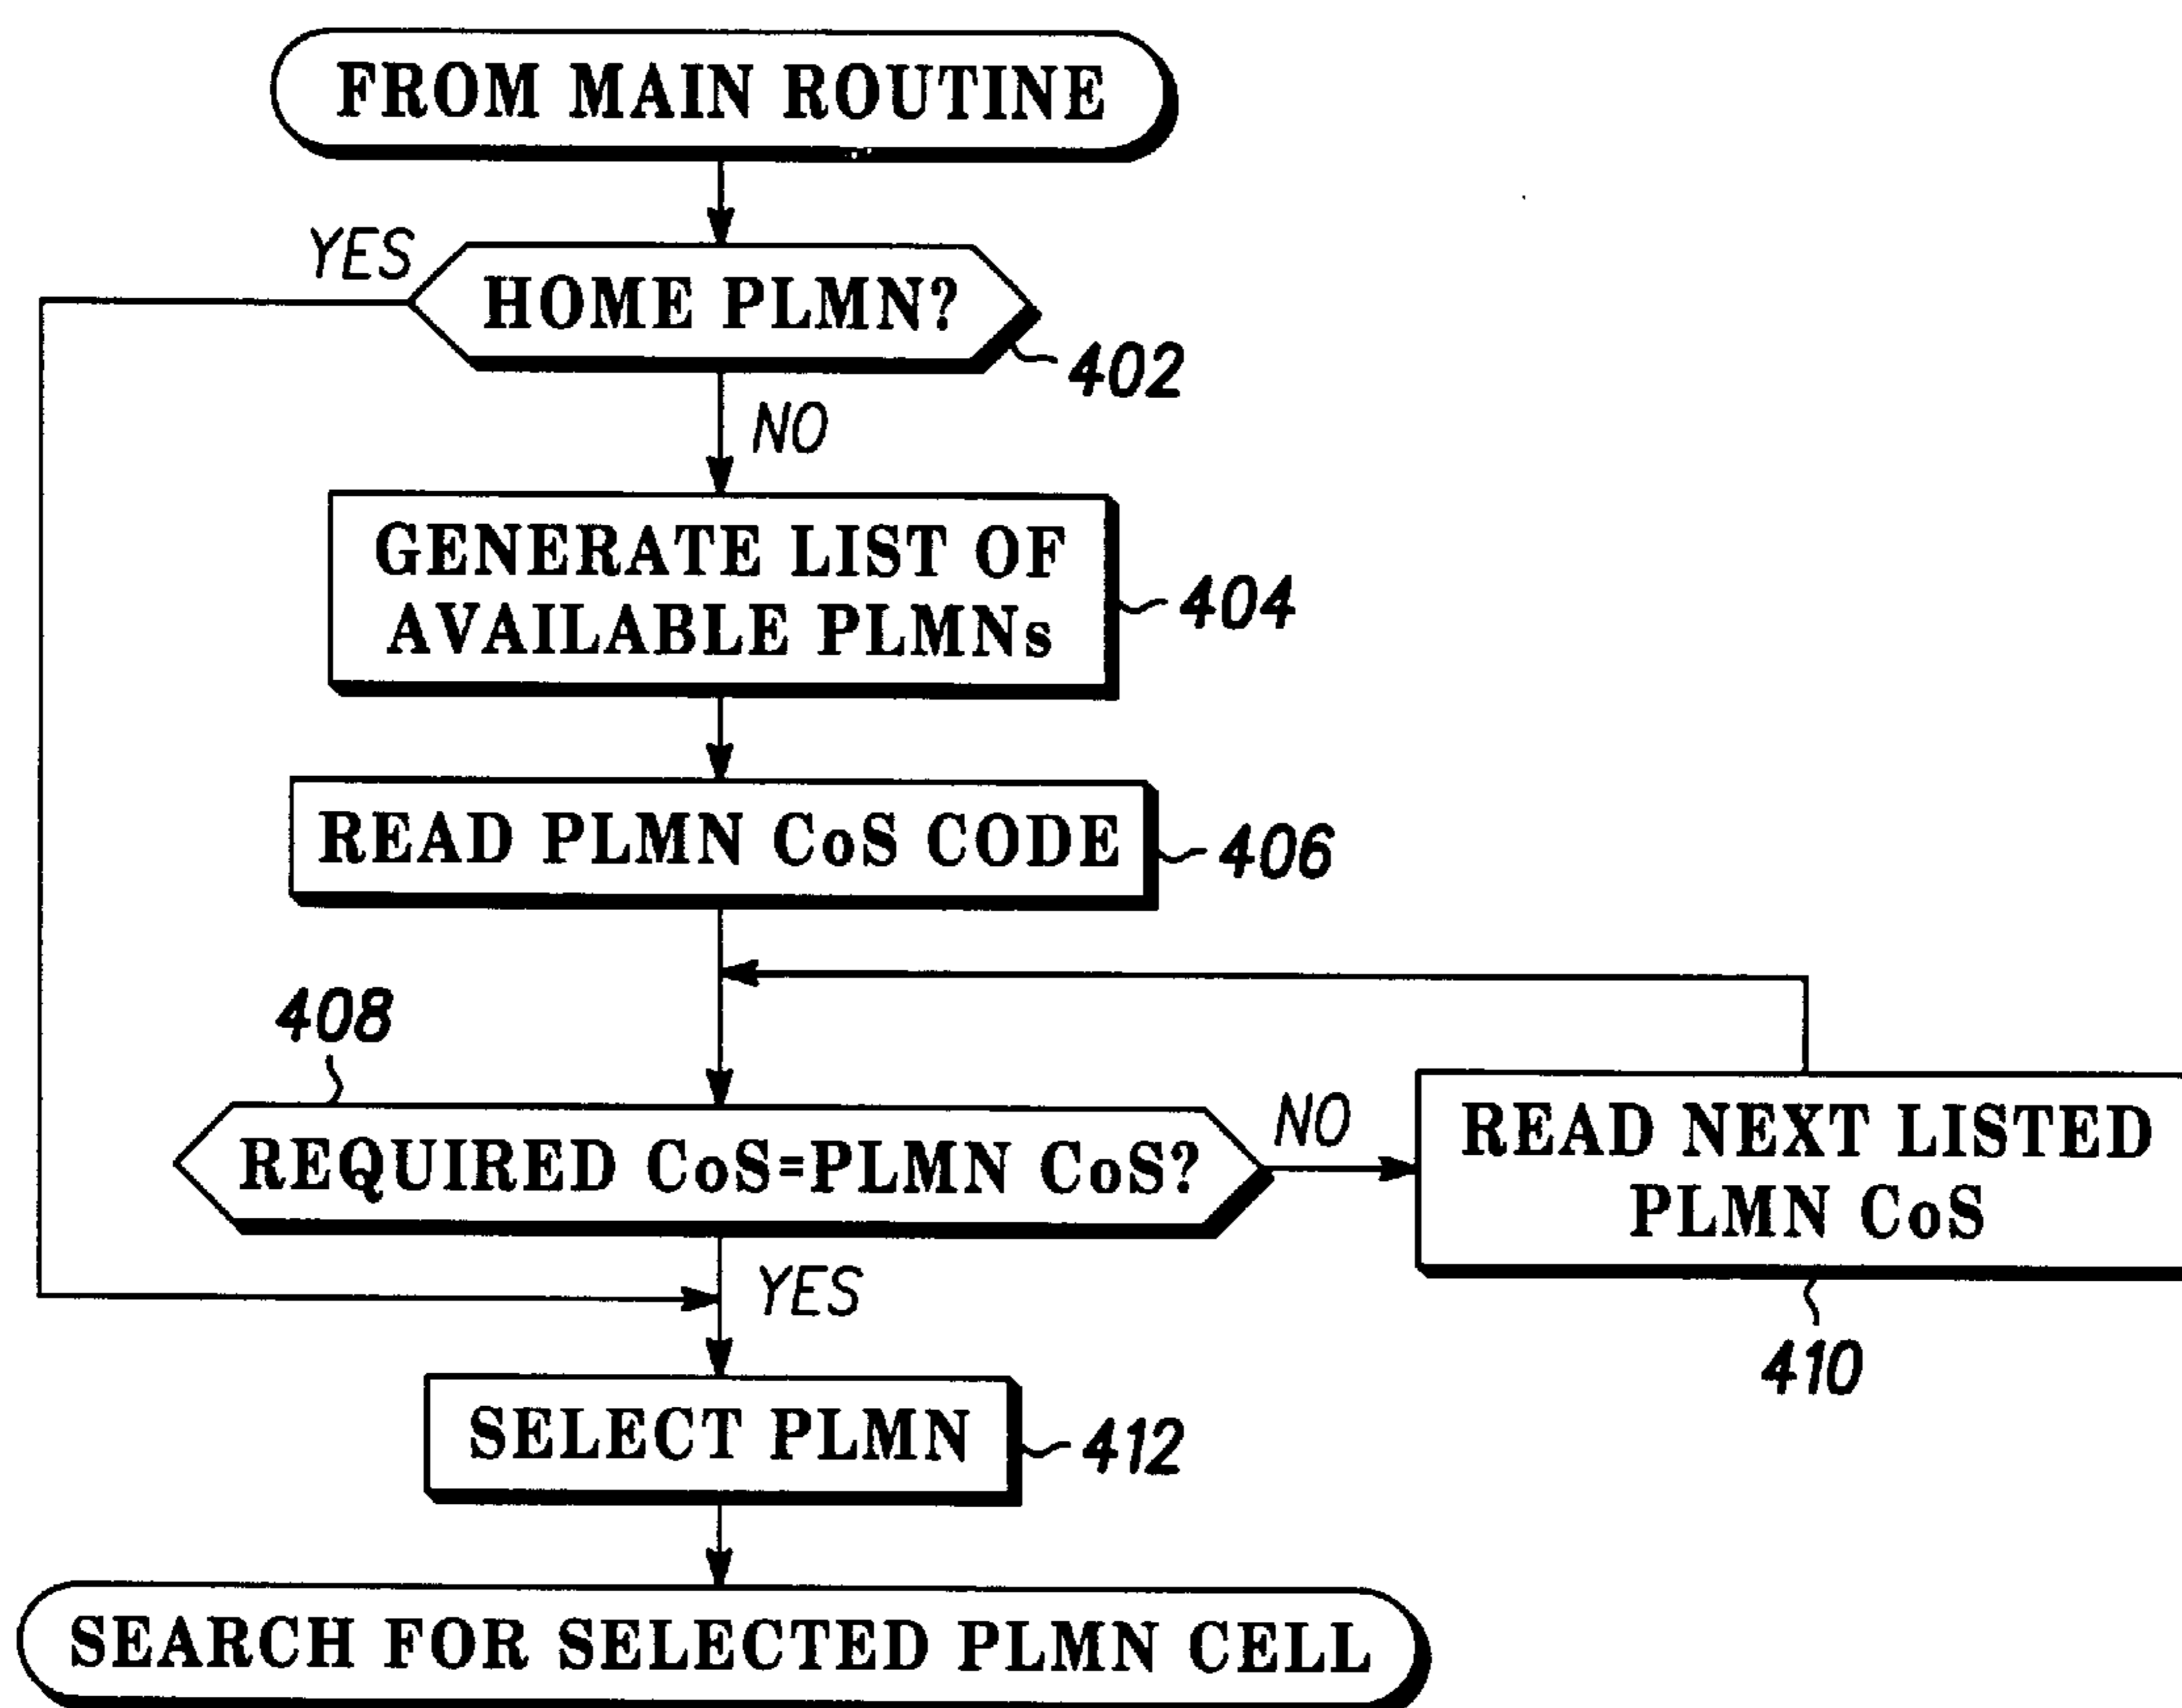 FROM MAIN ROUTINE
YES
HOME PLMN?
402
NO
GENERATE LIST OF
AVAILABLE PLMNs
404
READ PLMN CoS CODE
406
408
REQUIRED CoS=PLMN CoS?
NO
READ NEXT LISTED
PLMN CoS
410
YES
SELECT PLMN
412
SEARCH FOR SELECTED PLMN CELL